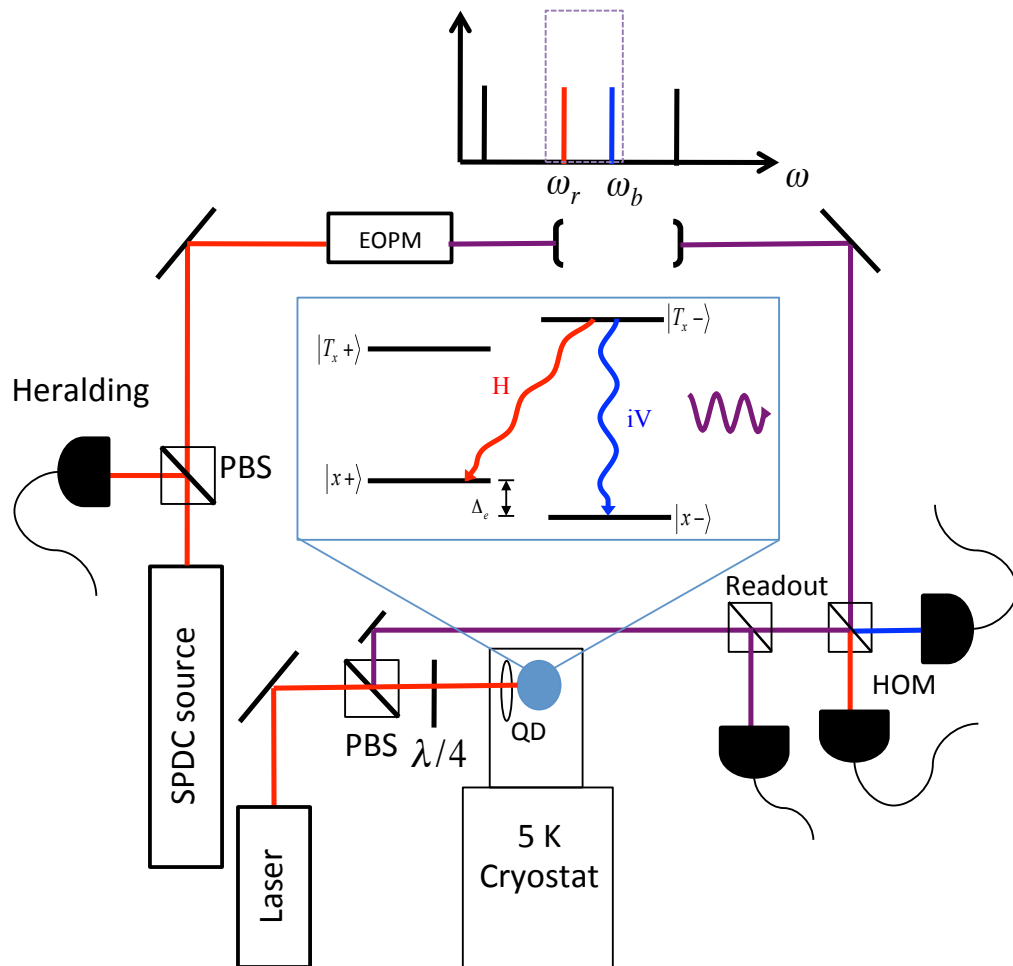 ω_r
ω_b
ω
EOPM
|T_x −⟩
|T_x +⟩
H
iV
Heralding
PBS
|x+⟩
Δ_e
|x−⟩
Readout
HOM
SPDC source
QD
PBS
λ/4
Laser
5 K
Cryostat